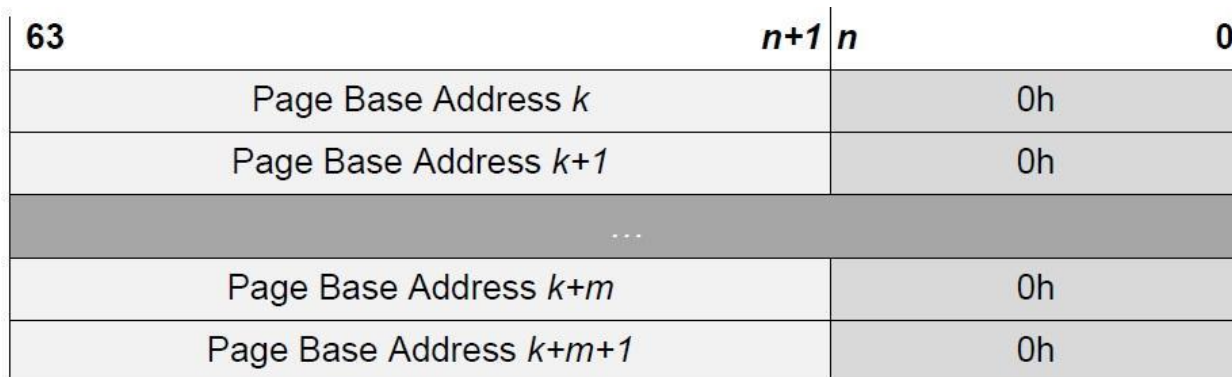 63 n+1 n 0
Page Base Address k 0h
Page Base Address k+1 0h
...
Page Base Address k+m 0h
Page Base Address k+m+1 0h